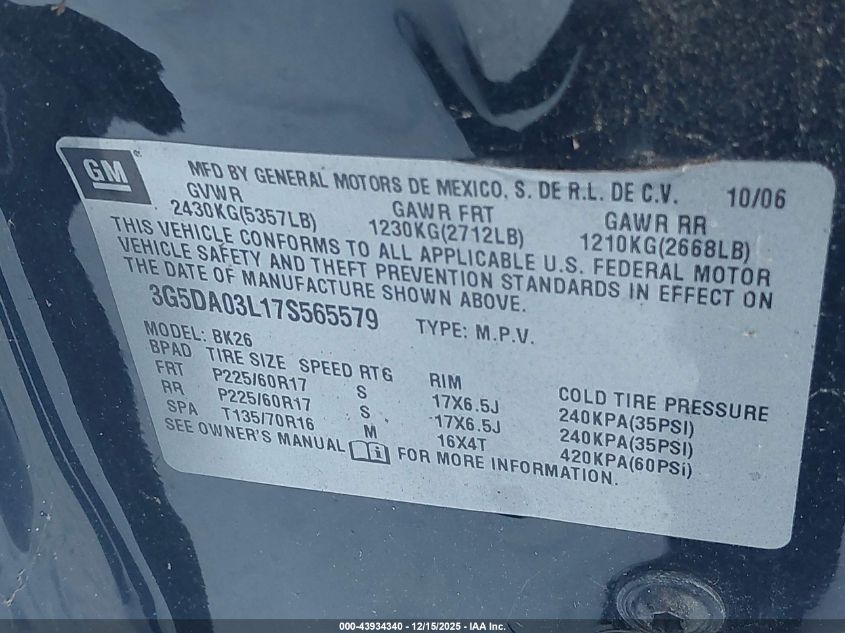 GM
MFD BY GENERAL MOTORS DE MEXICO, S. DE R.L. DE C.V. 10/06
GVWR GAWR FRT GAWR RR
2430KG(5357LB) 1230KG(2712LB) 1210KG(2668LB)
THIS VEHICLE CONFORMS TO ALL APPLICABLE U.S. FEDERAL MOTOR
VEHICLE SAFETY AND THEFT PREVENTION STANDARDS IN EFFECT ON
THE DATE OF MANUFACTURE SHOWN ABOVE.
3G5DA03L17S565579 TYPE: M.P.V.
MODEL: BK26
BPAD TIRE SIZE SPEED RTG RIM COLD TIRE PRESSURE
FRT P225/60R17 S 17X6.5J 240KPA(35PSI)
RR P225/60R17 S 17X6.5J 240KPA(35PSI)
SPA T135/70R16 M 16X4T 420KPA(60PSi)
SEE OWNER'S MANUAL FOR MORE INFORMATION.
000-43934340 - 12/15/2025 - IAA Inc.